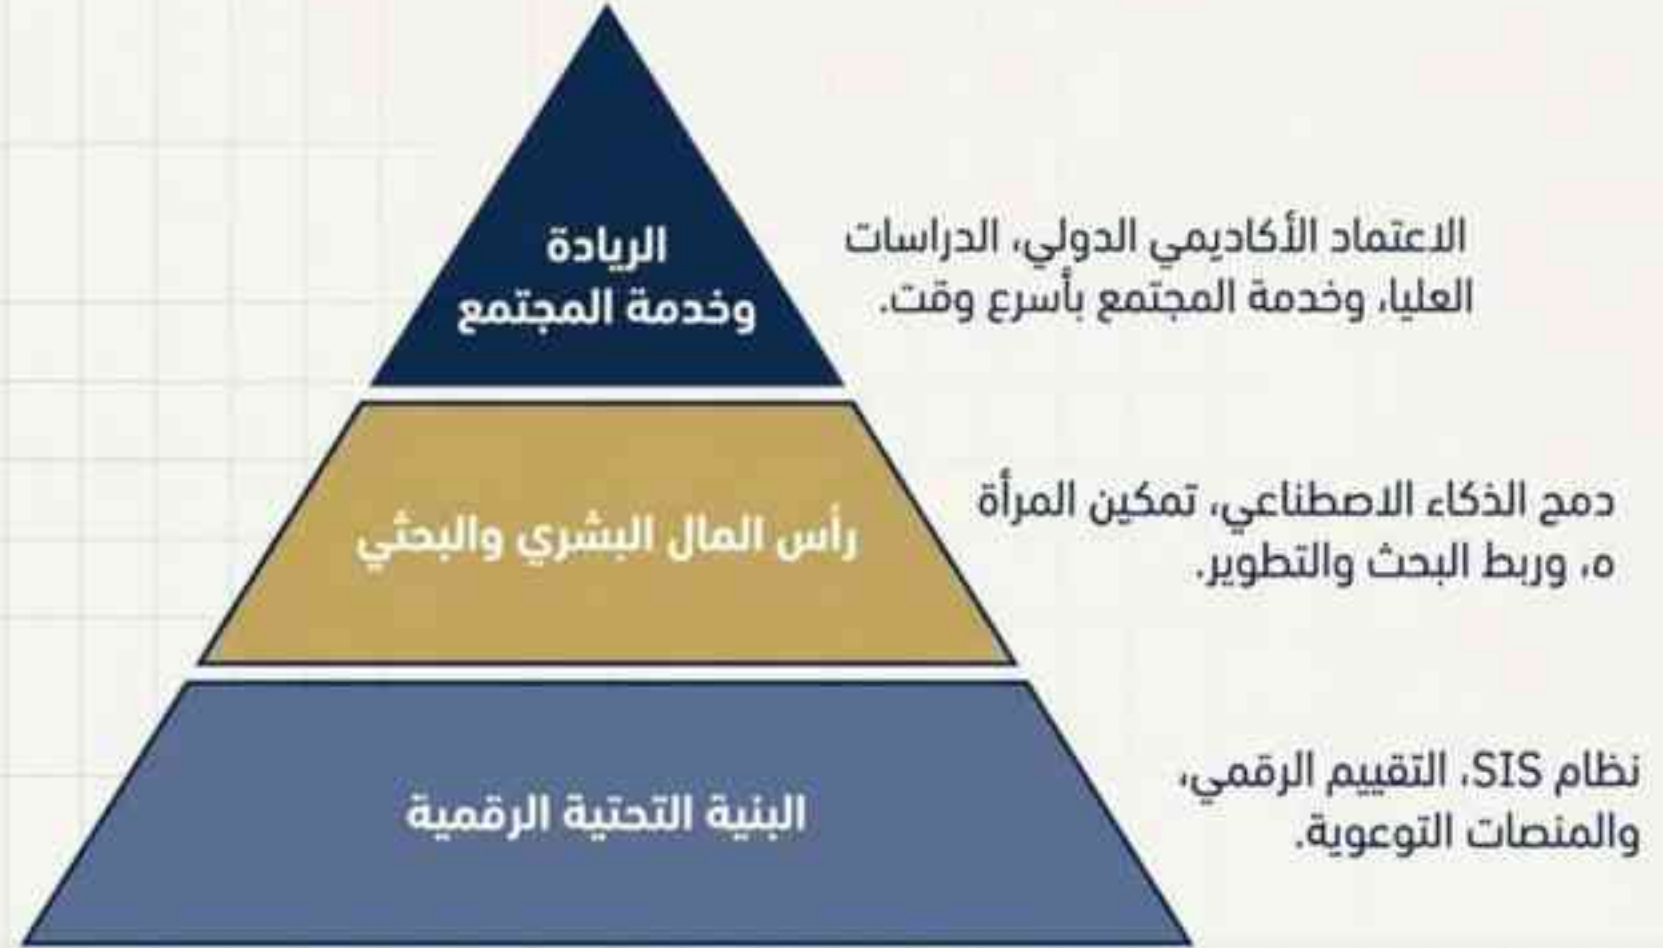 الريادة
وخدمة المجتمع
الاعتماد الأكاديمي الدولي، الدراسات
العليا، وخدمة المجتمع بأسرع وقت.
رأس المال البشري والبحثي
دمج الذكاء الاصطناعي، تمكين المرأة
ه، وربط البحث والتطوير.
البنية التحتية الرقمية
نظام SIS، التقييم الرقمي،
والمنصات التوعوية.